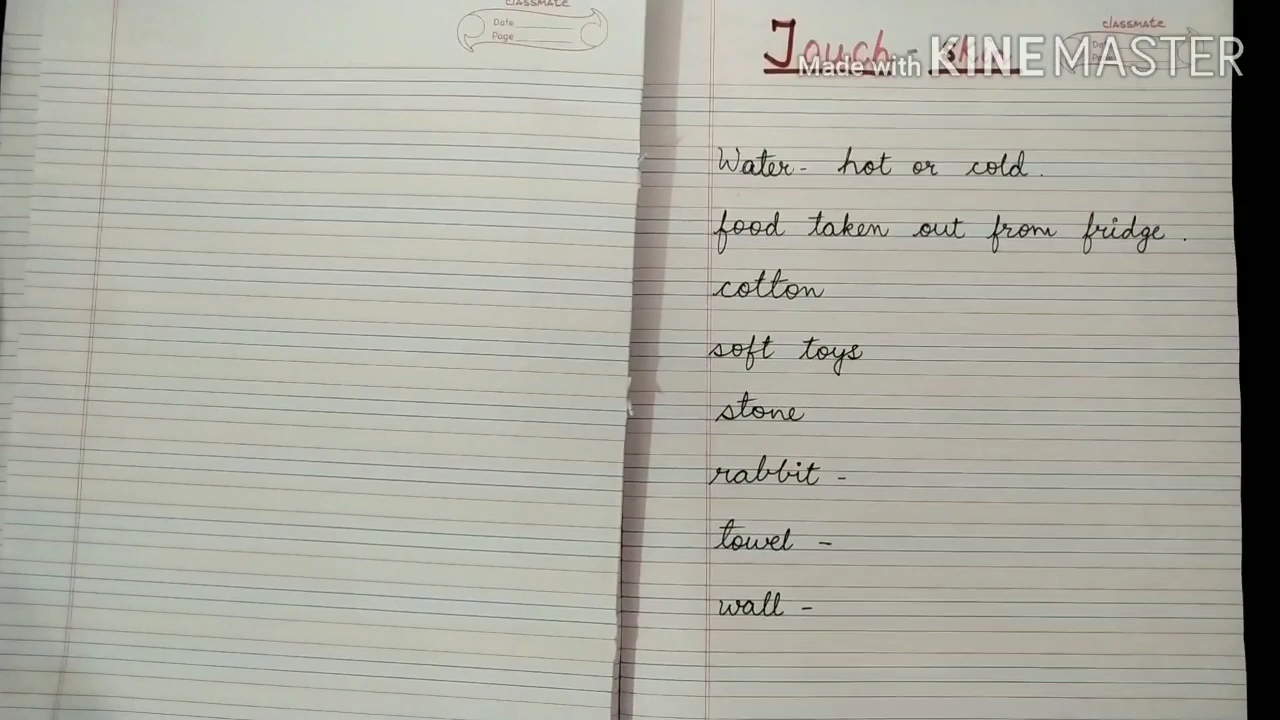 classmate
Date
Page
Touch - skin
classmate
Made with KINEMASTER
Water - hot or cold.
food taken out from fridge.
cotton
soft toys
stone
rabbit -
towel -
wall -